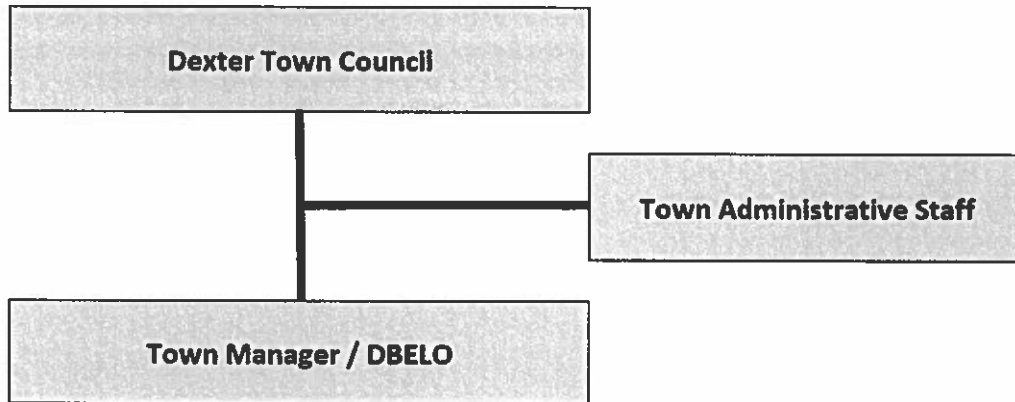 Dexter Town Council
Town Administrative Staff
Town Manager / DBELO